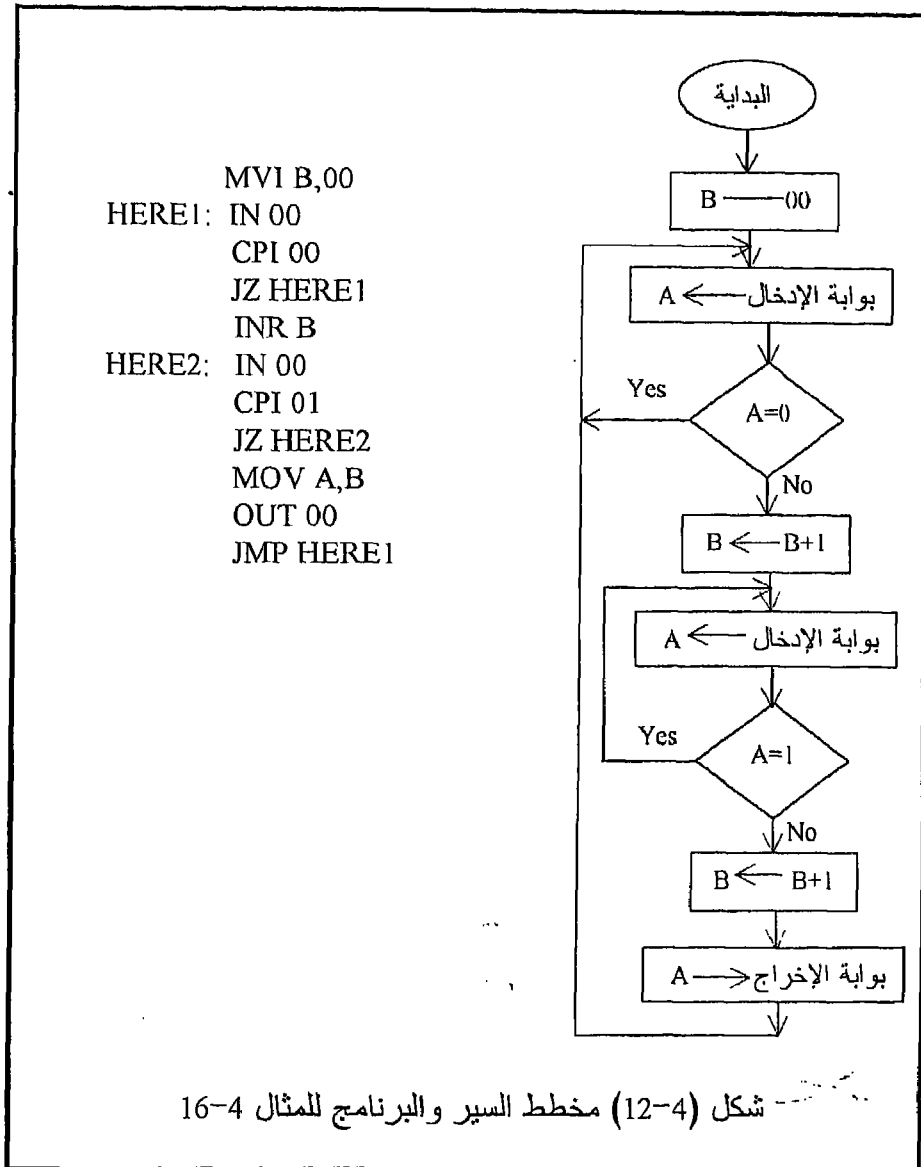 MVI B,00
HERE1: IN 00
CPI 00
JZ HERE1
INR B
HERE2: IN 00
CPI 01
JZ HERE2
MOV A,B
OUT 00
JMP HERE1
البداية
B —— 00
A ← بوابة الإدخال
Yes
A=0
No
B ← B+1
A ← بوابة الإدخال
Yes
A=1
No
B ← B+1
A → بوابة الإخراج
شكل (4-12) مخطط السير والبرنامج للمثال 4-16